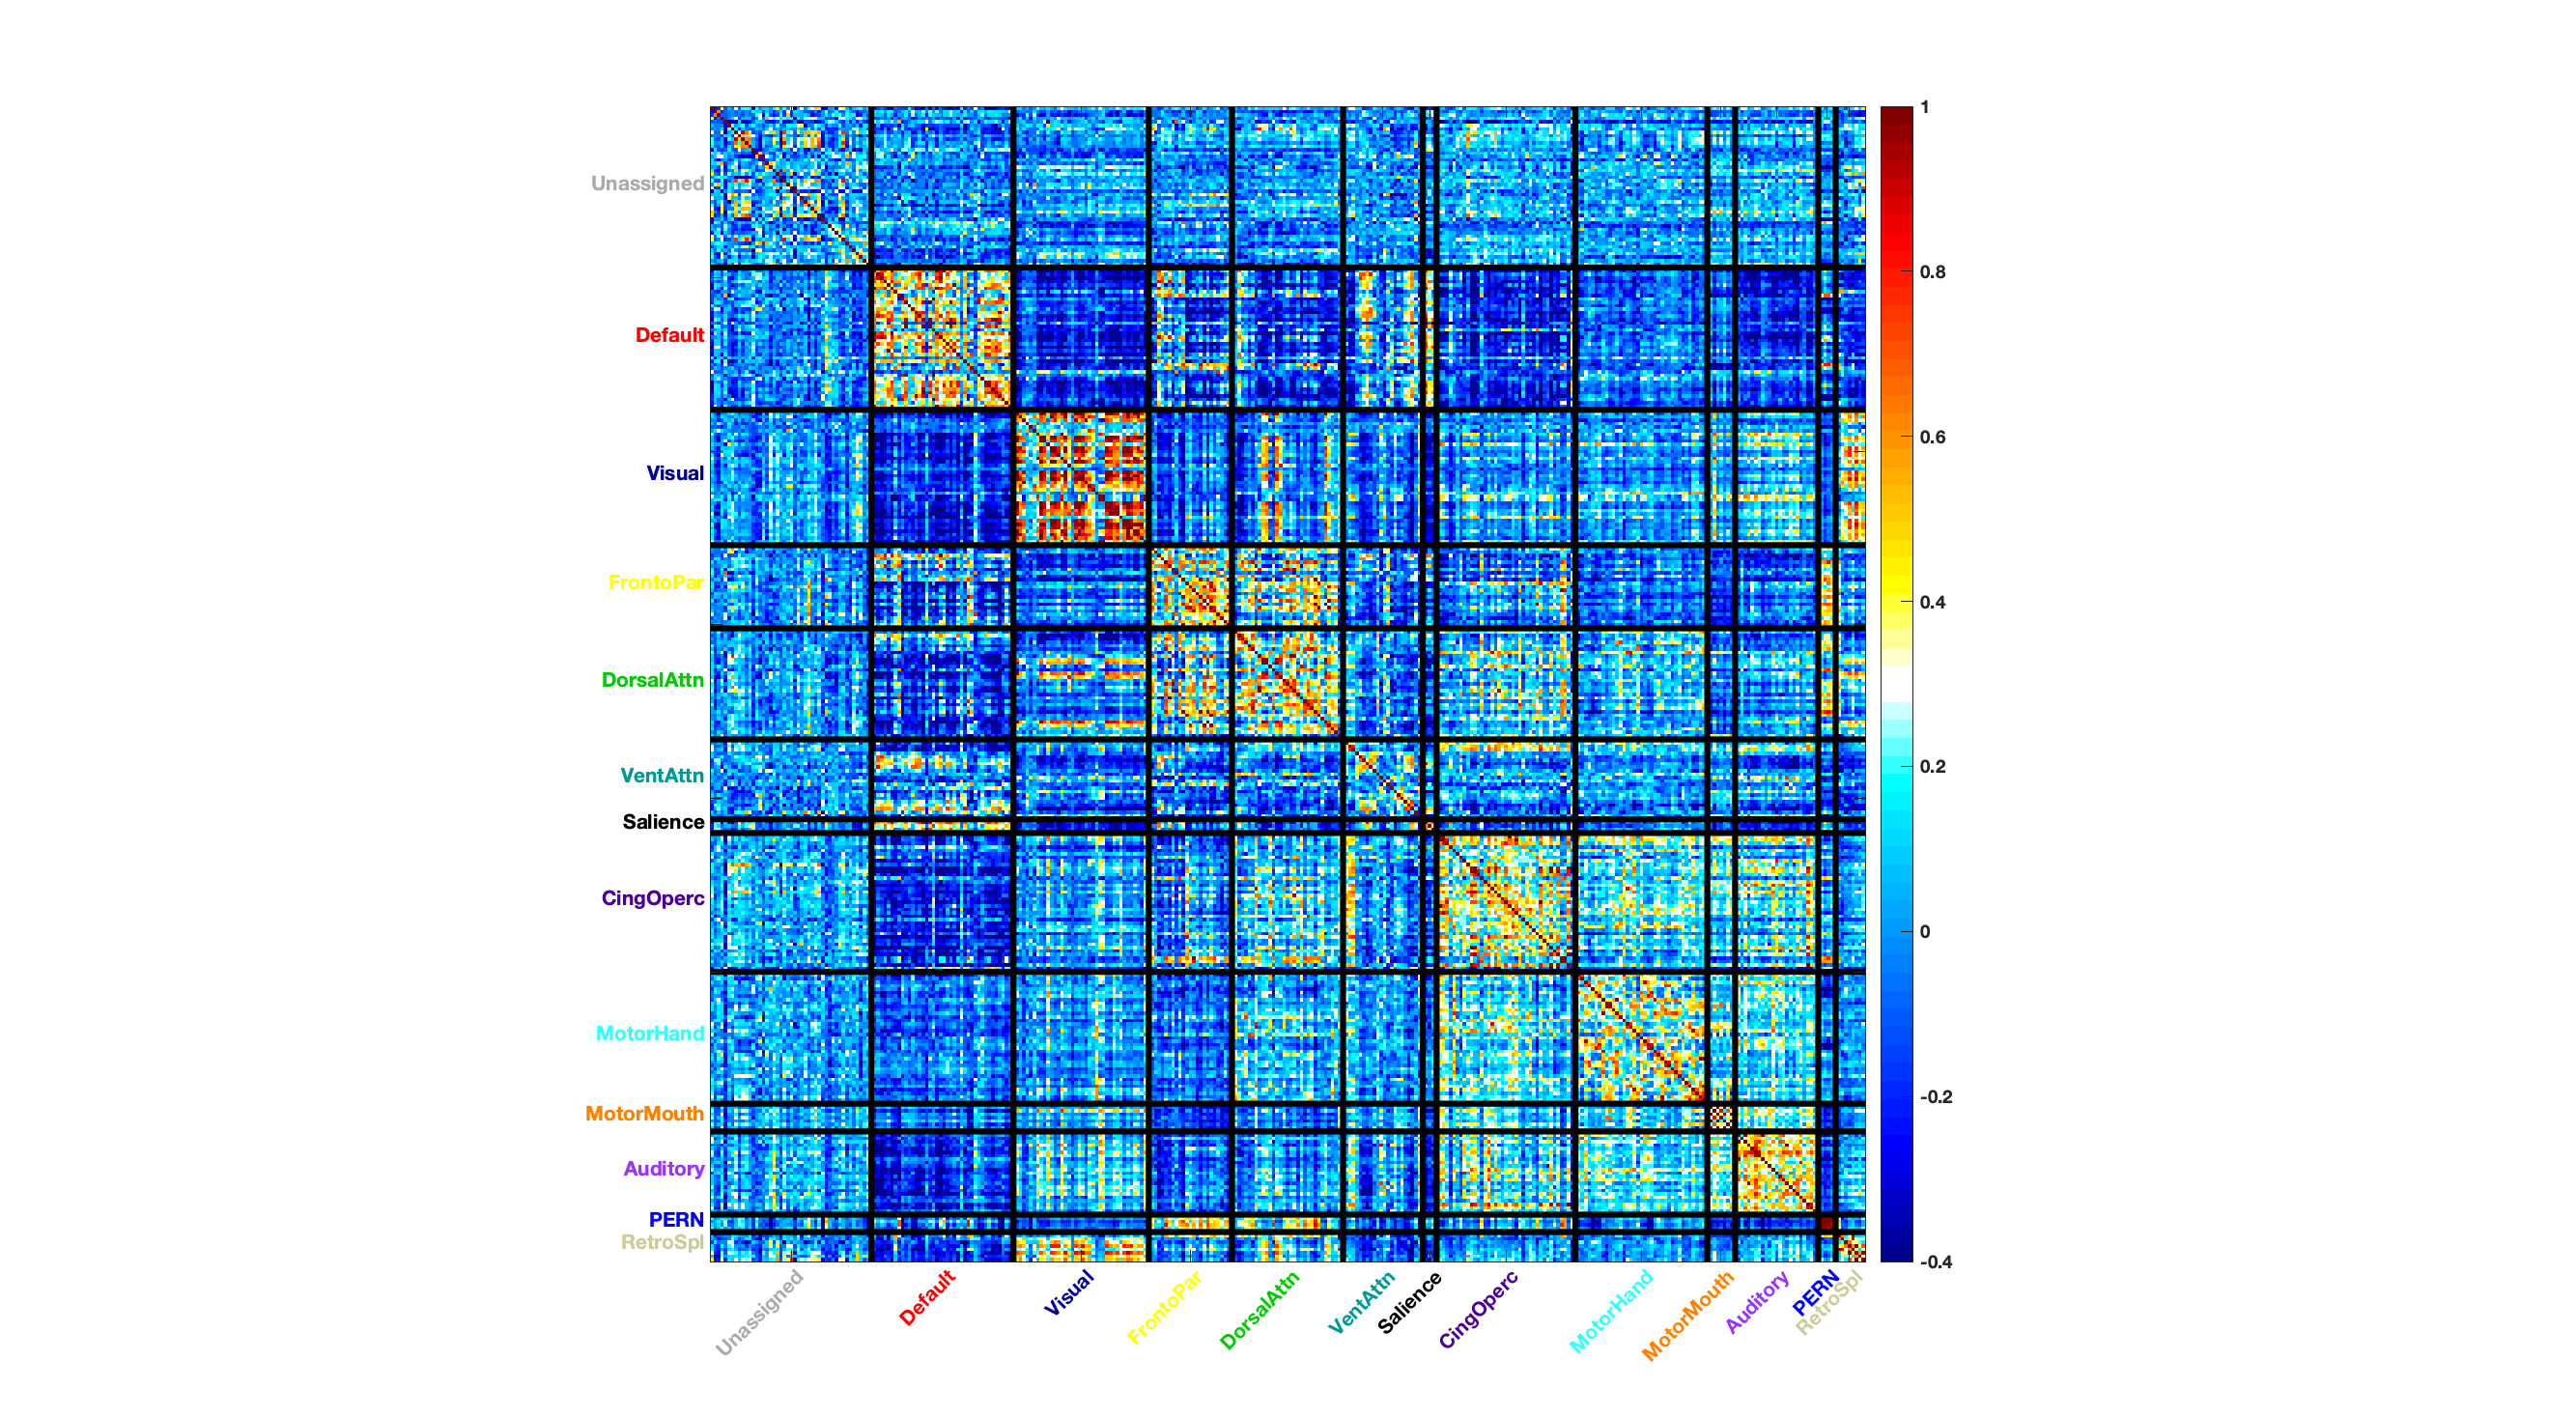 Unassigned
Default
Visual
FrontoPar
DorsalAttn
VentAttn
Salience
CingOperc
MotorHand
MotorMouth
Auditory
PERN
RetroSpl
Unassigned
Default
Visual
FrontoPar
DorsalAttn
VentAttn
Salience
CingOperc
MotorHand
MotorMouth
Auditory
PERN
RetroSpl
1
0.8
0.6
0.4
0.2
0
-0.2
-0.4